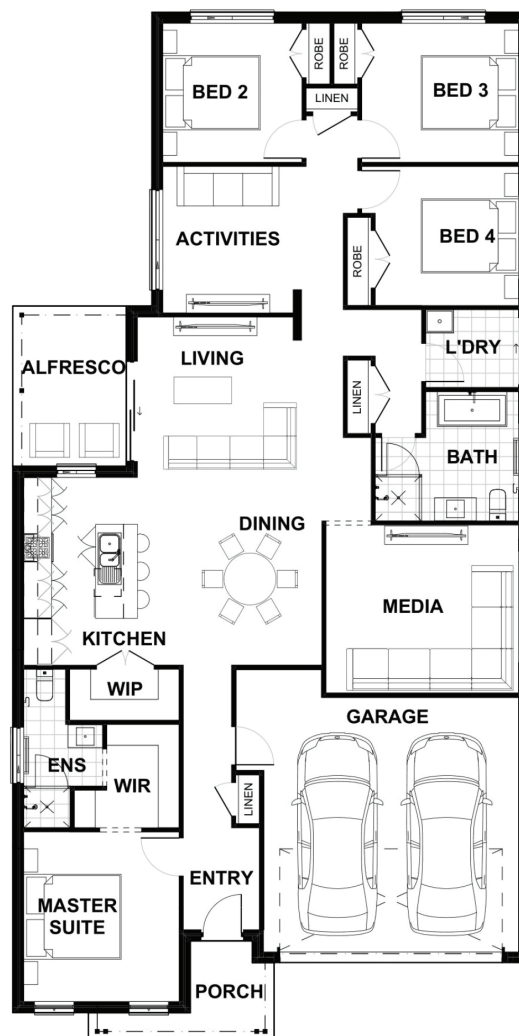 ROBE
ROBE
BED 2
BED 3
LINEN
ACTIVITIES
BED 4
ROBE
L'DRY
LIVING
ALFRESCO
LINEN
BATH
DINING
MEDIA
KITCHEN
WIP
GARAGE
ENS
WIR
LINEN
ENTRY
MASTER
SUITE
PORCH